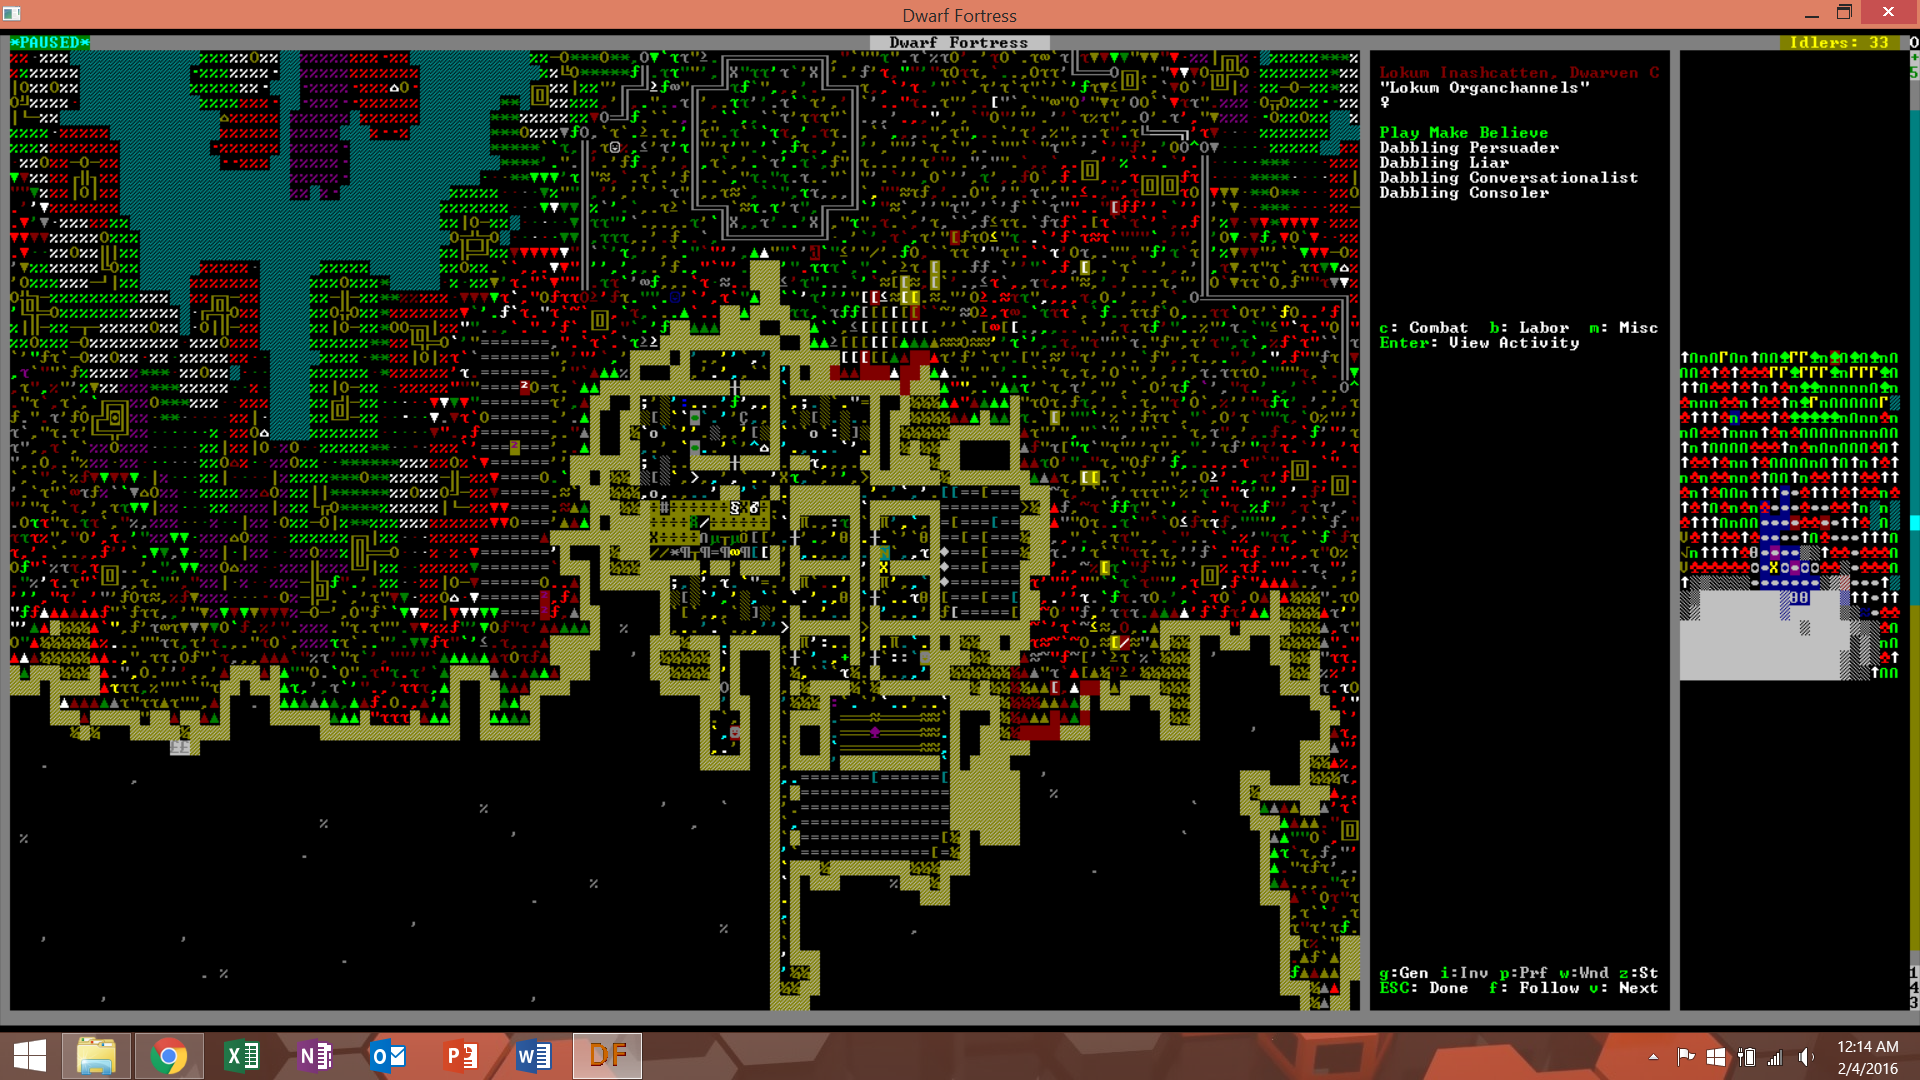 Dwarf Fortress
*PAUSED*
Dwarf Fortress
Idlers: 33
Lokum Inashcatten, Dwarven C
"Lokum Organchannels"
♀
Play Make Believe
Dabbling Persuader
Dabbling Liar
Dabbling Conversationalist
Dabbling Consoler
c: Combat b: Labor m: Misc
Enter: View Activity
g:Gen i:Inv p:Prf w:Wnd z:St
ESC: Done f: Follow v: Next
DF
12:14 AM
2/4/2016